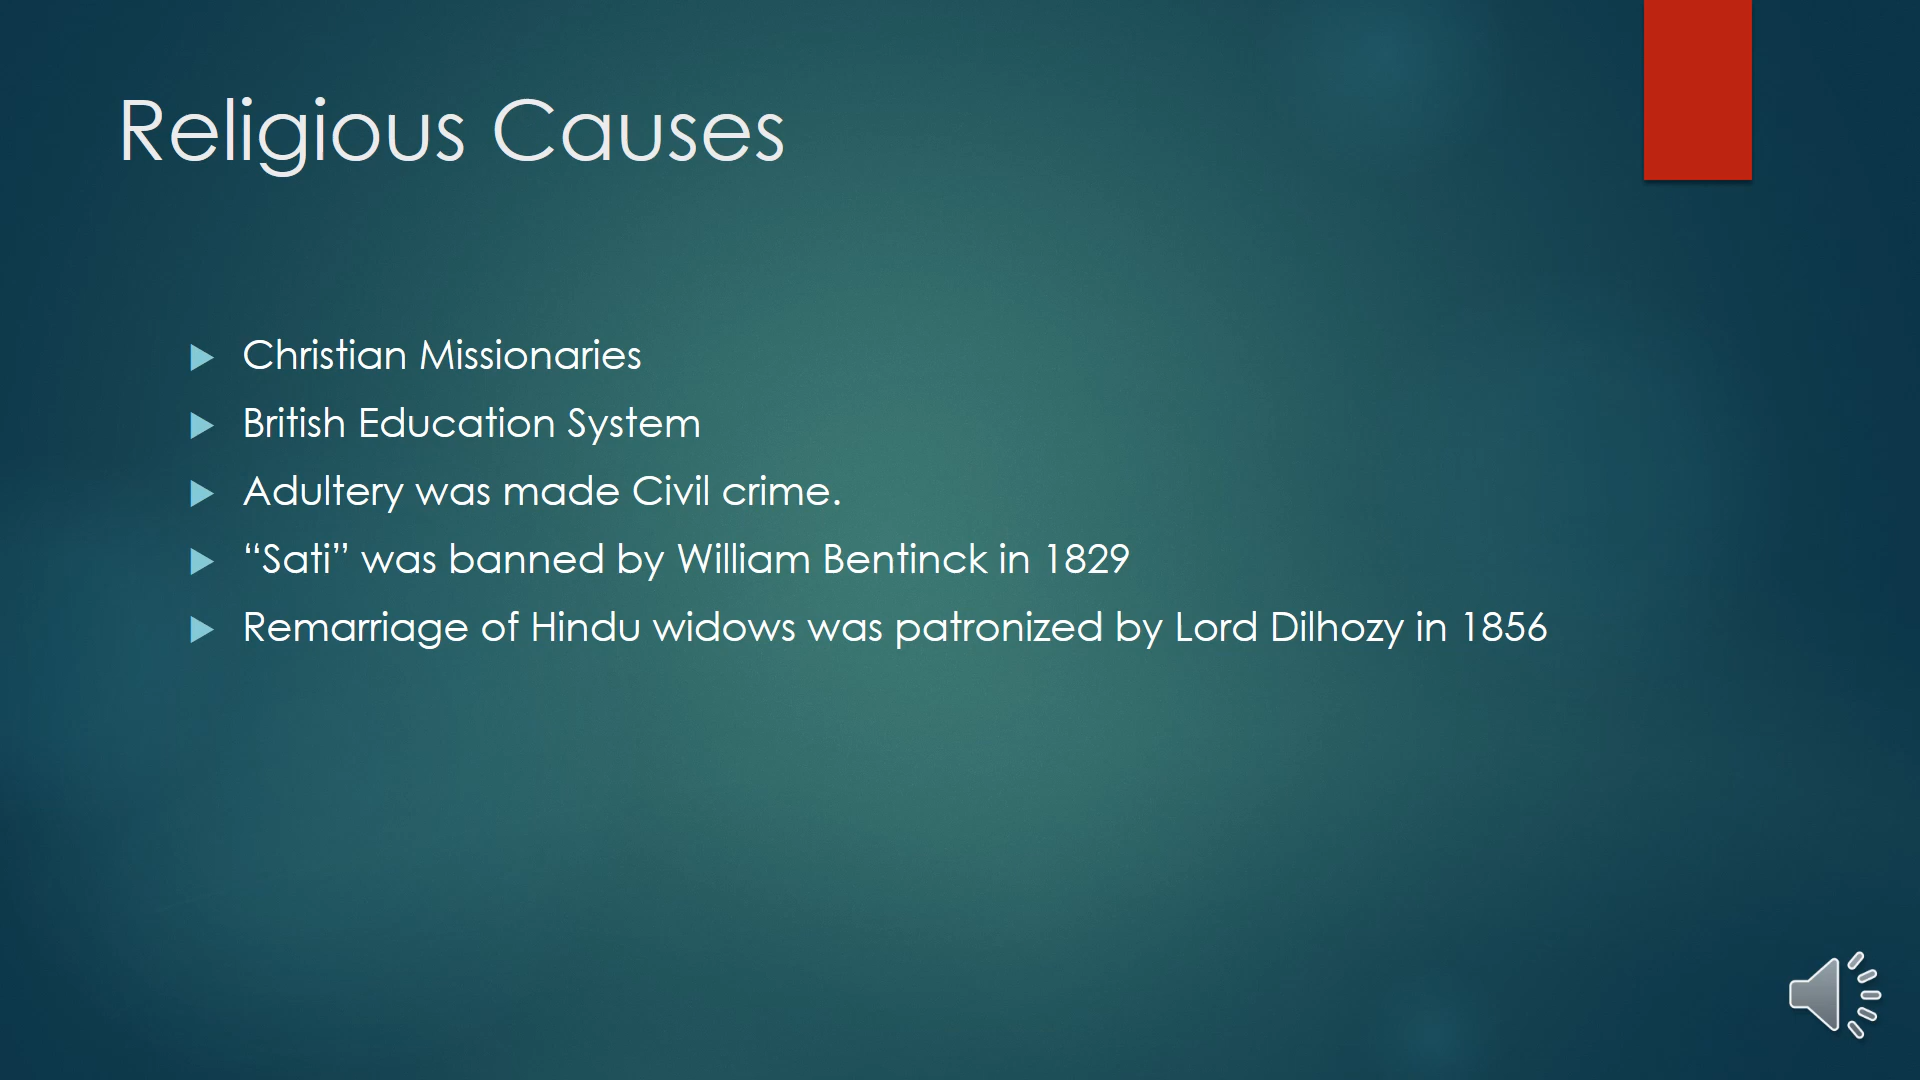 Religious Causes
Christian Missionaries
British Education System
Adultery was made Civil crime.
“Sati” was banned by William Bentinck in 1829
Remarriage of Hindu widows was patronized by Lord Dilhozy in 1856